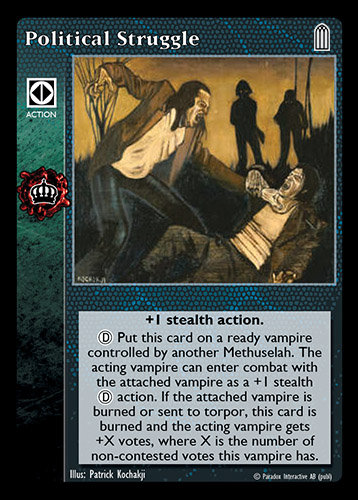 Political Struggle
ACTION
KOCHAKJI
+1 stealth action.
Ⓓ Put this card on a ready vampire
controlled by another Methuselah. The
acting vampire can enter combat with
the attached vampire as a +1 stealth
Ⓓ action. If the attached vampire is
burned or sent to torpor, this card is
burned and the acting vampire gets
+X votes, where X is the number of
non-contested votes this vampire has.
Illus: Patrick Kochakji
© Paradox Interactive AB (publ)